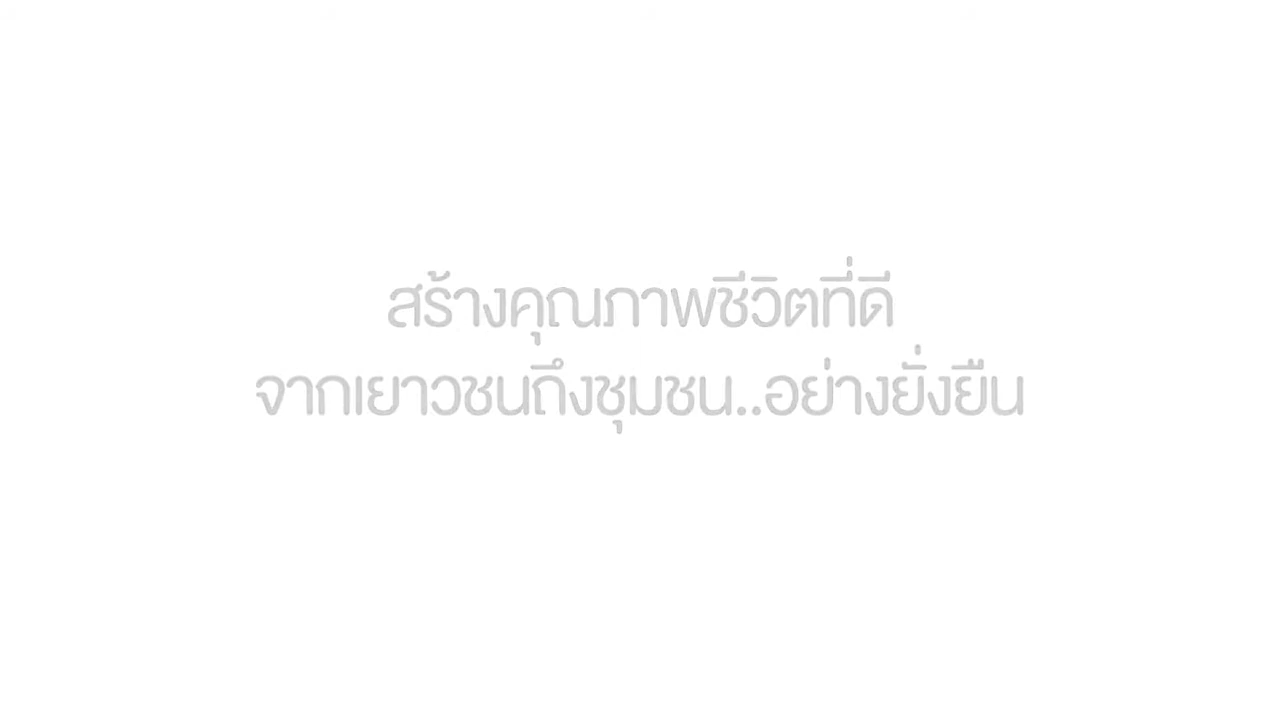 สร้างคุณภาพชีวิตที่ดี
จากเยาวชนถึงชุมชน..อย่างยั่งยืน